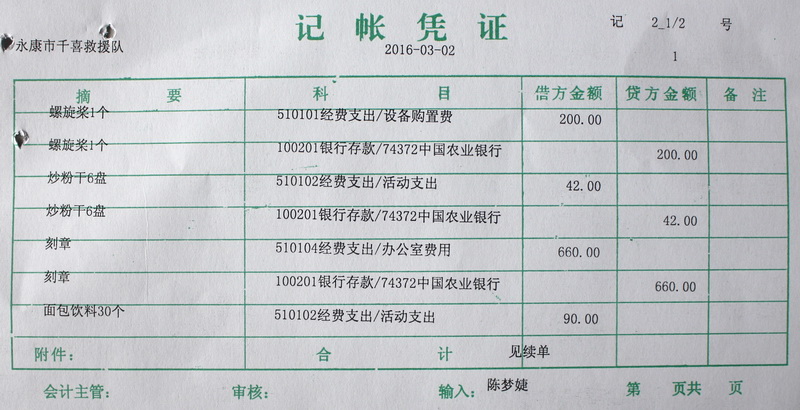 记帐凭证
记 2_1/2 号
永康市千喜救援队
2016-03-02
1
摘要 科目 借方金额 贷方金额 备注
螺旋桨1个 510101经费支出/设备购置费 200.00
螺旋桨1个 100201银行存款/74372中国农业银行 200.00
炒粉干6盘 510102经费支出/活动支出 42.00
炒粉干6盘 100201银行存款/74372中国农业银行 42.00
刻章 510104经费支出/办公室费用 660.00
刻章 100201银行存款/74372中国农业银行 660.00
面包饮料30个 510102经费支出/活动支出 90.00
附件： 合计 见续单
会计主管： 审核： 输入： 陈梦婕 第 页共 页